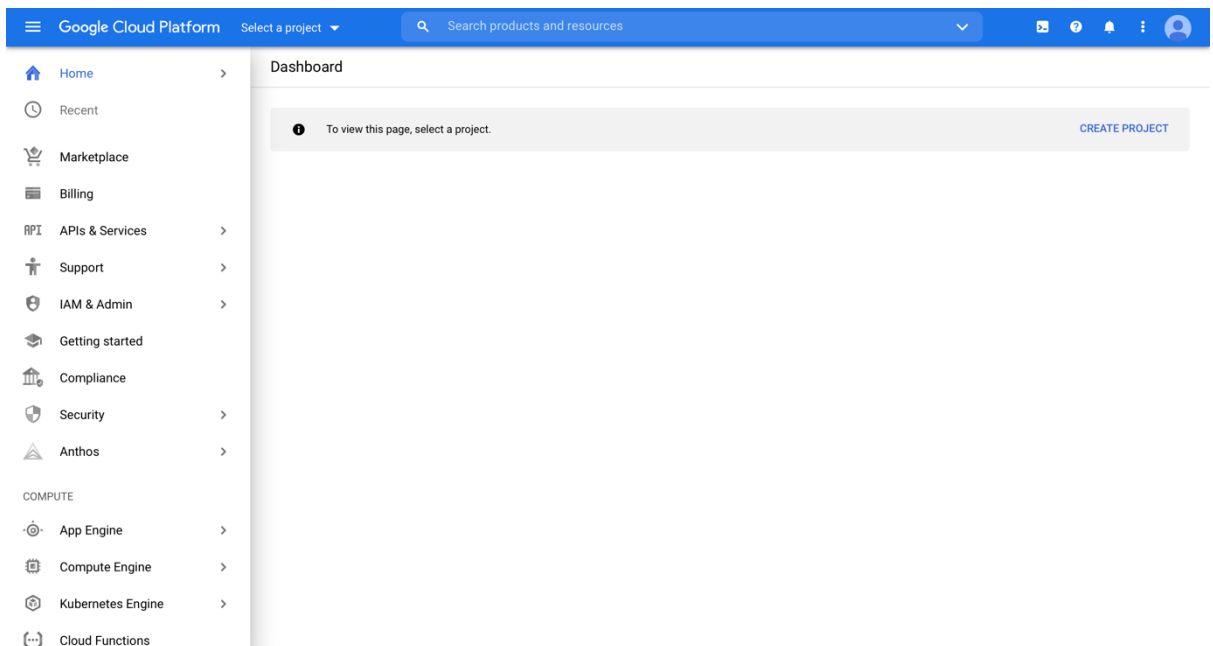 Google Cloud Platform Select a project Search products and resources
Home
Recent
Marketplace
Billing
API APIs & Services
Support
IAM & Admin
Getting started
Compliance
Security
Anthos
COMPUTE
App Engine
Compute Engine
Kubernetes Engine
Cloud Functions
Dashboard
To view this page, select a project. CREATE PROJECT